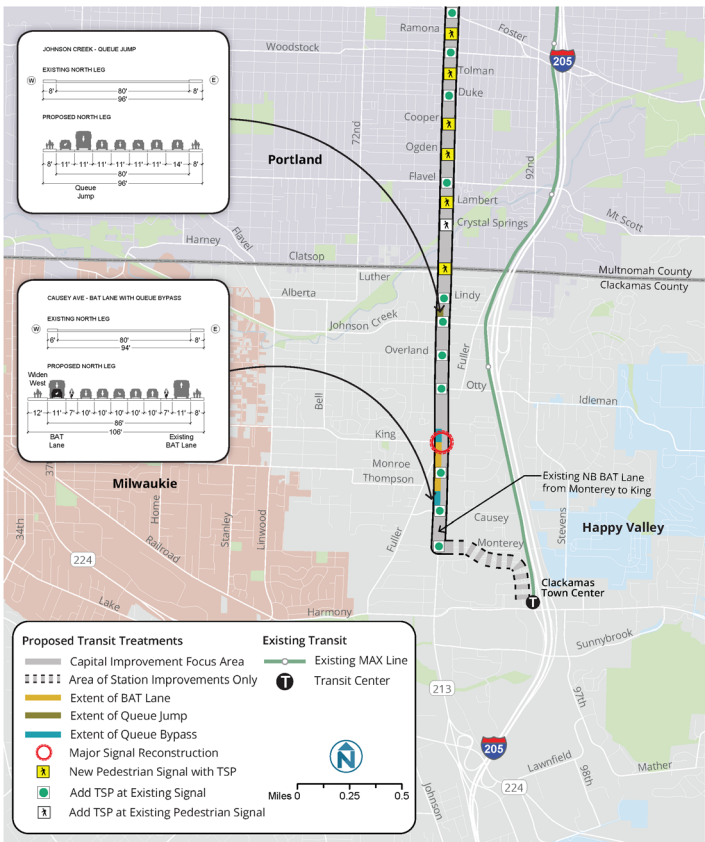 JOHNSON CREEK - QUEUE JUMP
EXISTING NORTH LEG
W
E
8'
80'
8'
96'
PROPOSED NORTH LEG
8'
11'
11'
11'
11'
11'
11'
14'
8'
80'
96'
Queue
Jump
CAUSEY AVE - BAT LANE WITH QUEUE BYPASS
EXISTING NORTH LEG
W
E
6'
80'
8'
94'
PROPOSED NORTH LEG
Widen
West
12'
11'
7'
10'
10'
10'
10'
10'
7'
11'
8'
86'
106'
BAT
Lane
Existing
BAT Lane
Ramona
Foster
Woodstock
205
Tolman
Duke
Cooper
72nd
Ogden
Portland
92nd
Flavel
Lambert
Mt Scott
Crystal Springs
Harney
Flavel
Clatsop
Luther
Multnomah County
Clackamas County
Alberta
Lindy
Johnson Creek
Overland
Fuller
Otty
Idleman
Bell
King
Monroe
Thompson
37th
Milwaukie
Existing NB BAT Lane
from Monterey to King
34th
Home
Stanley
Linwood
Causey
Stevens
Happy Valley
Fuller
Monterey
Railroad
224
Clackamas
Town Center
T
Lake
Harmony
Sunnybrook
213
97th
205
Lawnfield
98th
Mather
224
Johnson
Proposed Transit Treatments
Capital Improvement Focus Area
Area of Station Improvements Only
Extent of BAT Lane
Extent of Queue Jump
Extent of Queue Bypass
Major Signal Reconstruction
New Pedestrian Signal with TSP
Add TSP at Existing Signal
Add TSP at Existing Pedestrian Signal
Existing Transit
Existing MAX Line
T
Transit Center
N
Miles 0
0.25
0.5